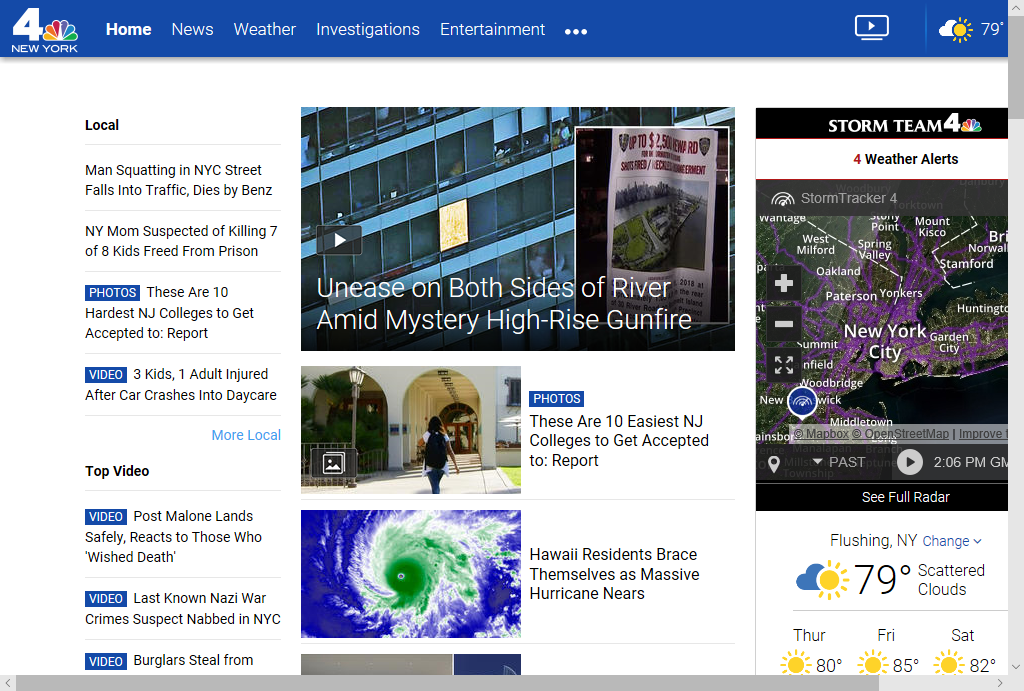 4
NEW YORK
Home
News
Weather
Investigations
Entertainment
79°
Local
Man Squatting in NYC Street
Falls Into Traffic, Dies by Benz
NY Mom Suspected of Killing 7
of 8 Kids Freed From Prison
PHOTOS These Are 10
Hardest NJ Colleges to Get
Accepted to: Report
VIDEO 3 Kids, 1 Adult Injured
After Car Crashes Into Daycare
More Local
Top Video
VIDEO Post Malone Lands
Safely, Reacts to Those Who
'Wished Death'
VIDEO Last Known Nazi War
Crimes Suspect Nabbed in NYC
VIDEO Burglars Steal from
UP TO $2,500 REWARD
Unease on Both Sides of River
Amid Mystery High-Rise Gunfire
PHOTOS
These Are 10 Easiest NJ
Colleges to Get Accepted
to: Report
Hawaii Residents Brace
Themselves as Massive
Hurricane Nears
STORM TEAM 4
4 Weather Alerts
StormTracker 4
Mount
Kisco
Stony
Point
West
Milford
Spring
Valley
Norwal
Stamford
Oakland
Paterson
Yonkers
Huntingto
New York
City
Garden
City
Woodbridge
New
wick
Middletown
© Mapbox © OpenStreetMap | Improve t
PAST
2:06 PM GM
See Full Radar
Flushing, NY Change
79° Scattered
Clouds
Thur
Fri
Sat
80°
85°
82°